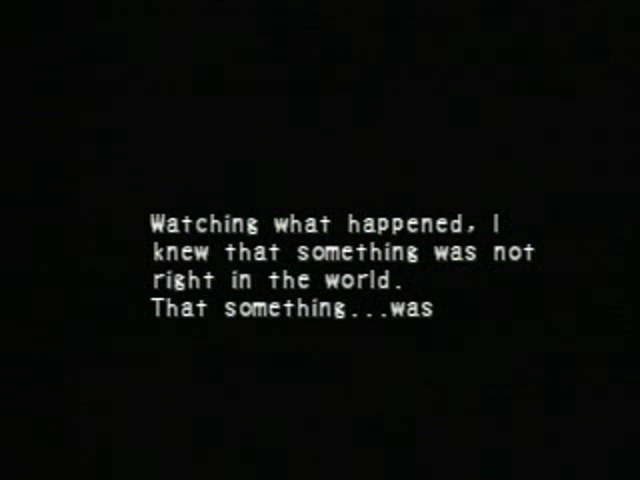 Watching what happened, I
knew that something was not
right in the world.
That something...was